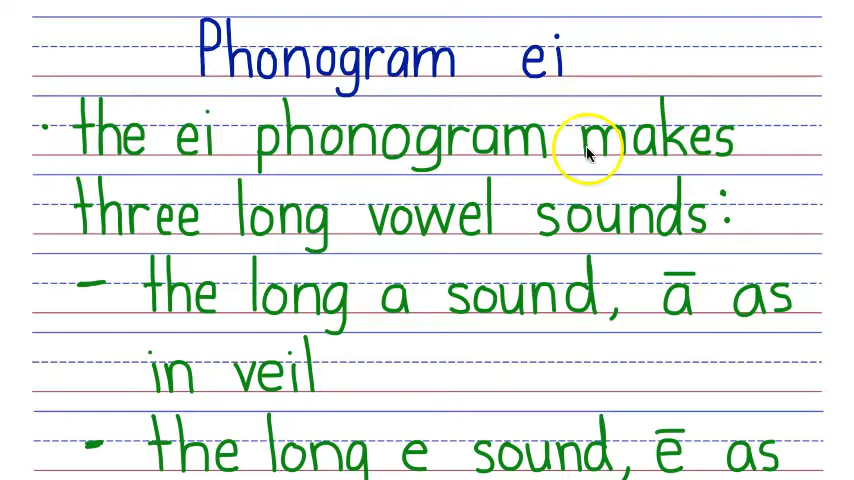 Phonogram ei
· the ei phonogram makes
three long vowel sounds:
- the long a sound, ā as
in veil
- the long e sound, ē as